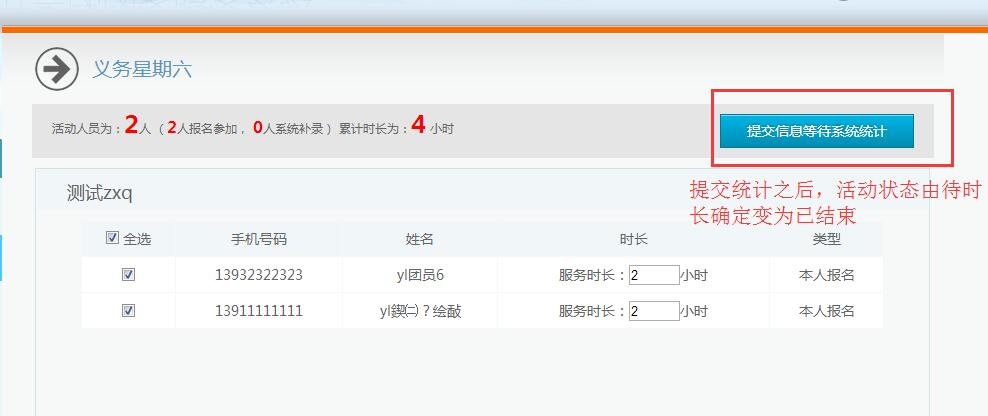 义务星期六
活动人员为：2人 （ 2人报名参加， 0人系统补录 ） 累计时长为：4 小时
提交信息等待系统统计
提交统计之后，活动状态由待时
长确定变为已结束
测试zxq
全选 手机号码 姓名 时长 类型
13932322323 yl团员6 服务时长：2小时 本人报名
13911111111 yl鍥㈡？绘敮 服务时长：2小时 本人报名